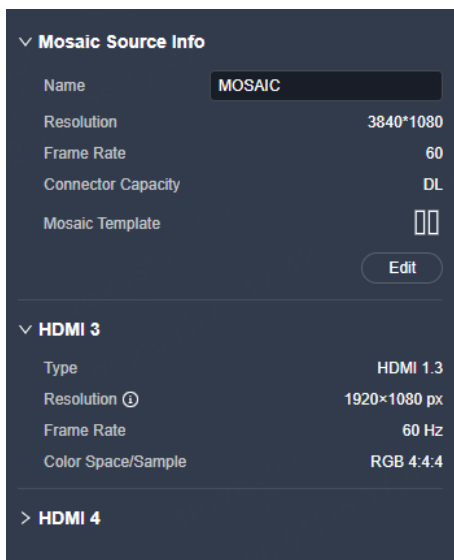 Mosaic Source Info
Name MOSAIC
Resolution 3840*1080
Frame Rate 60
Connector Capacity DL
Mosaic Template
Edit
HDMI 3
Type HDMI 1.3
Resolution 1920×1080 px
Frame Rate 60 Hz
Color Space/Sample RGB 4:4:4
HDMI 4